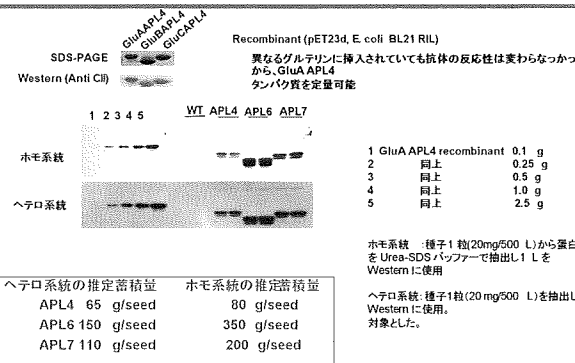 GluAAPL4 GluBAPL4 GluCAPL4
Recombinant (pET23d, E. coli BL21 RIL)
SDS-PAGE
Western (Anti Cli)
異なるグルテリンに挿入されていても抗体の反応性は変わらなかっ
から、GluA APL4
タンパク質を定量可能
1 2 3 4 5 WT APL4 APL6 APL7
ホモ系統
ヘテロ系統
1 GluA APL4 recombinant 0.1 g
2 同上 0.25 g
3 同上 0.5 g
4 同上 1.0 g
5 同上 2.5 g
ホモ系統 :種子1 粒(20mg/500 L)から蛋白
を Urea-SDS バッファーで抽出し1 L を
Western に使用
ヘテロ系統: 種子1粒(20 mg/500 L)を抽出し
Western に使用。
対象とした。
ヘテロ系統の推定蓄積量 ホモ系統の推定蓄積量
APL4 65 g/seed 80 g/seed
APL6 150 g/seed 350 g/seed
APL7 110 g/seed 200 g/seed